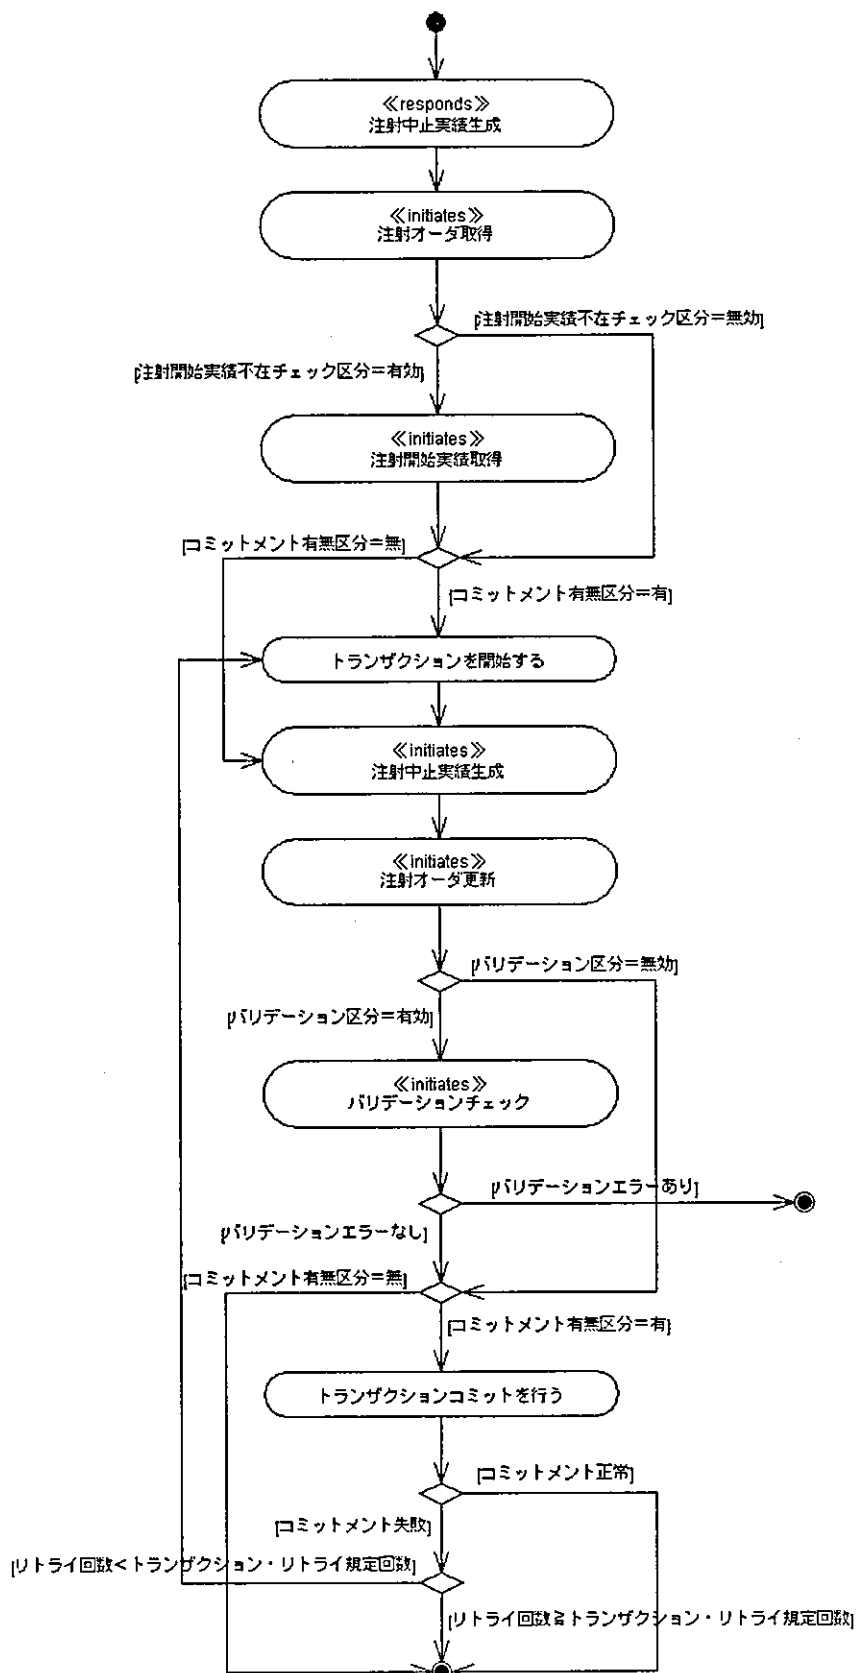 ≪responds≫
注射中止実績生成
≪initiates≫
注射オーダ取得
[注射開始実績不在チェック区分＝無効]
[注射開始実績不在チェック区分＝有効]
≪initiates≫
注射開始実績取得
[コミットメント有無区分＝無]
[コミットメント有無区分＝有]
トランザクションを開始する
≪initiates≫
注射中止実績生成
≪initiates≫
注射オーダ更新
[バリデーション区分＝無効]
[バリデーション区分＝有効]
≪initiates≫
バリデーションチェック
[バリデーションエラーあり]
[バリデーションエラーなし]
[コミットメント有無区分＝無]
[コミットメント有無区分＝有]
トランザクションコミットを行う
[コミットメント正常]
[コミットメント失敗]
[リトライ回数＜トランザクション・リトライ規定回数]
[リトライ回数≧トランザクション・リトライ規定回数]